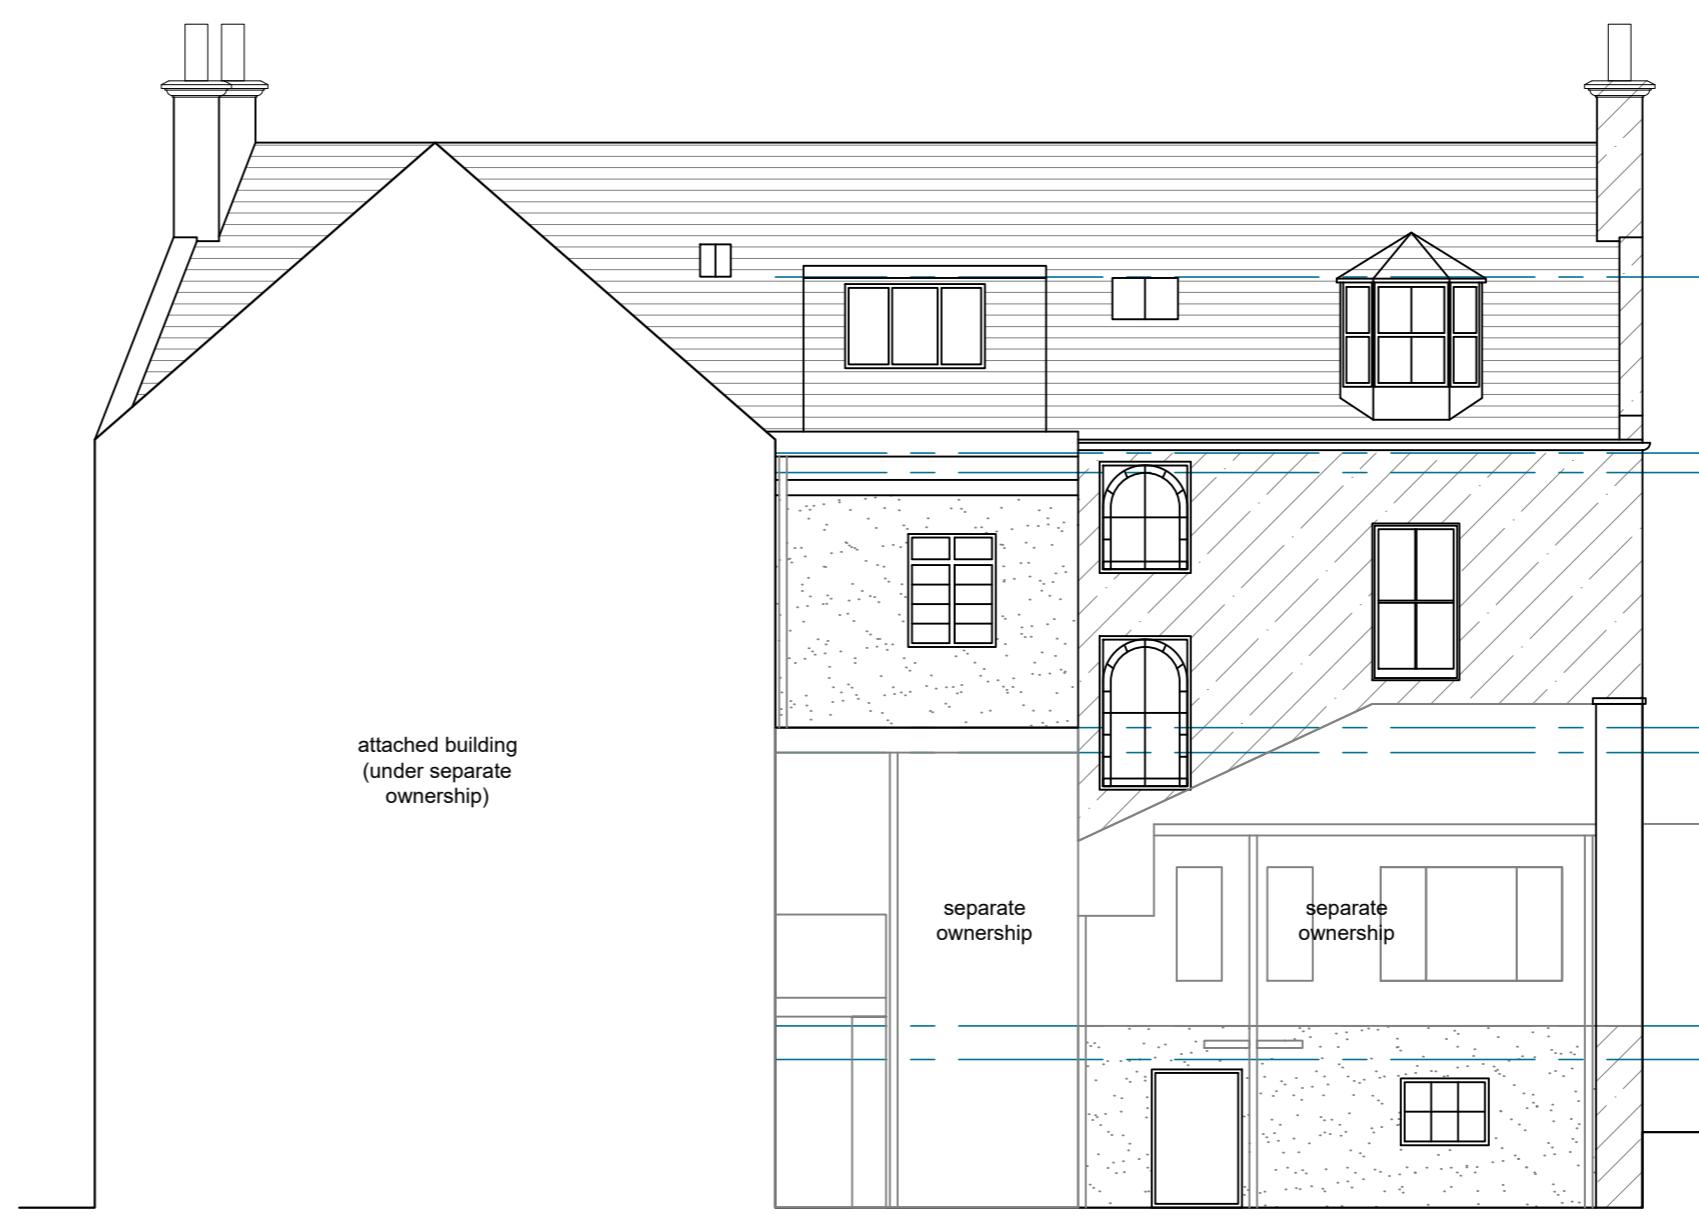 attached building
(under separate
ownership)
separate
ownership
separate
ownership